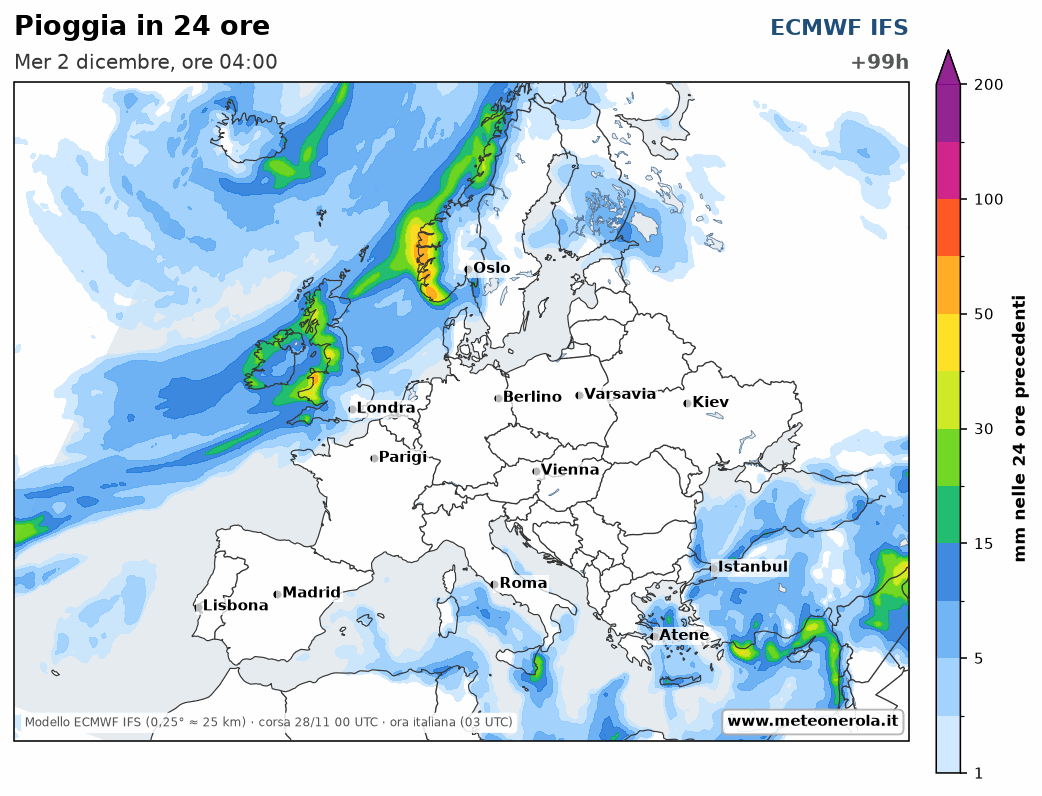 Pioggia in 24 ore
ECMWF IFS
Mer 2 dicembre, ore 04:00
+99h
200
100
50
30
15
5
1
mm nelle 24 ore precedenti
Oslo
Londra
Berlino
Varsavia
Kiev
Parigi
Vienna
Istanbul
Roma
Madrid
Lisbona
Atene
Modello ECMWF IFS (0,25° ≈ 25 km) · corsa 28/11 00 UTC · ora italiana (03 UTC)
www.meteonerola.it